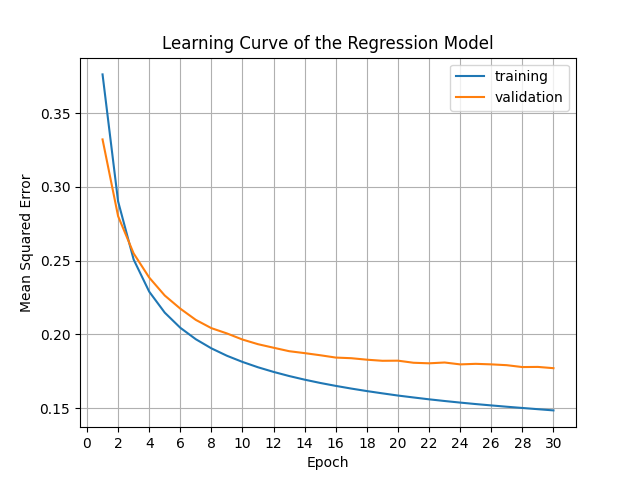 Learning Curve of the Regression Model
training
validation
Mean Squared Error
0.35
0.30
0.25
0.20
0.15
0 2 4 6 8 10 12 14 16 18 20 22 24 26 28 30
Epoch